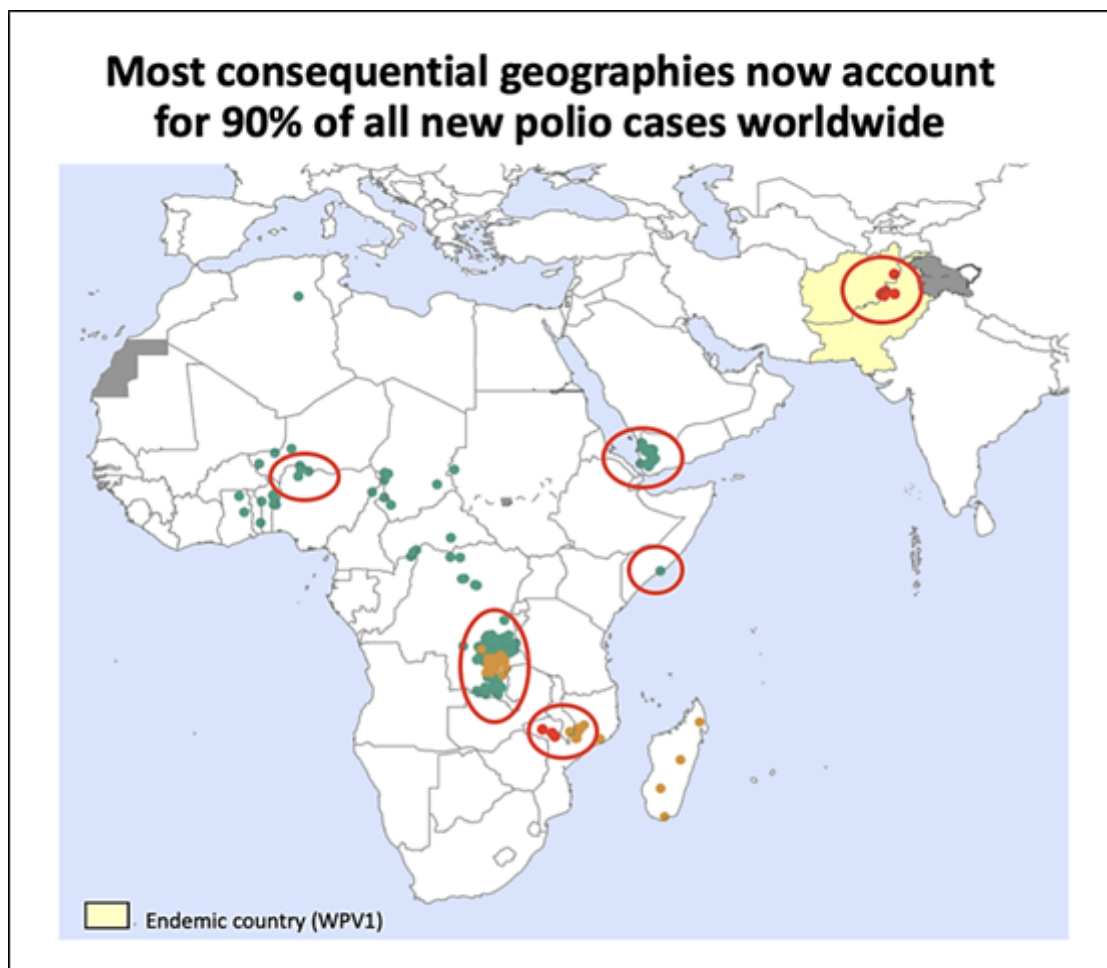 Most consequential geographies now account
for 90% of all new polio cases worldwide
Endemic country (WPV1)